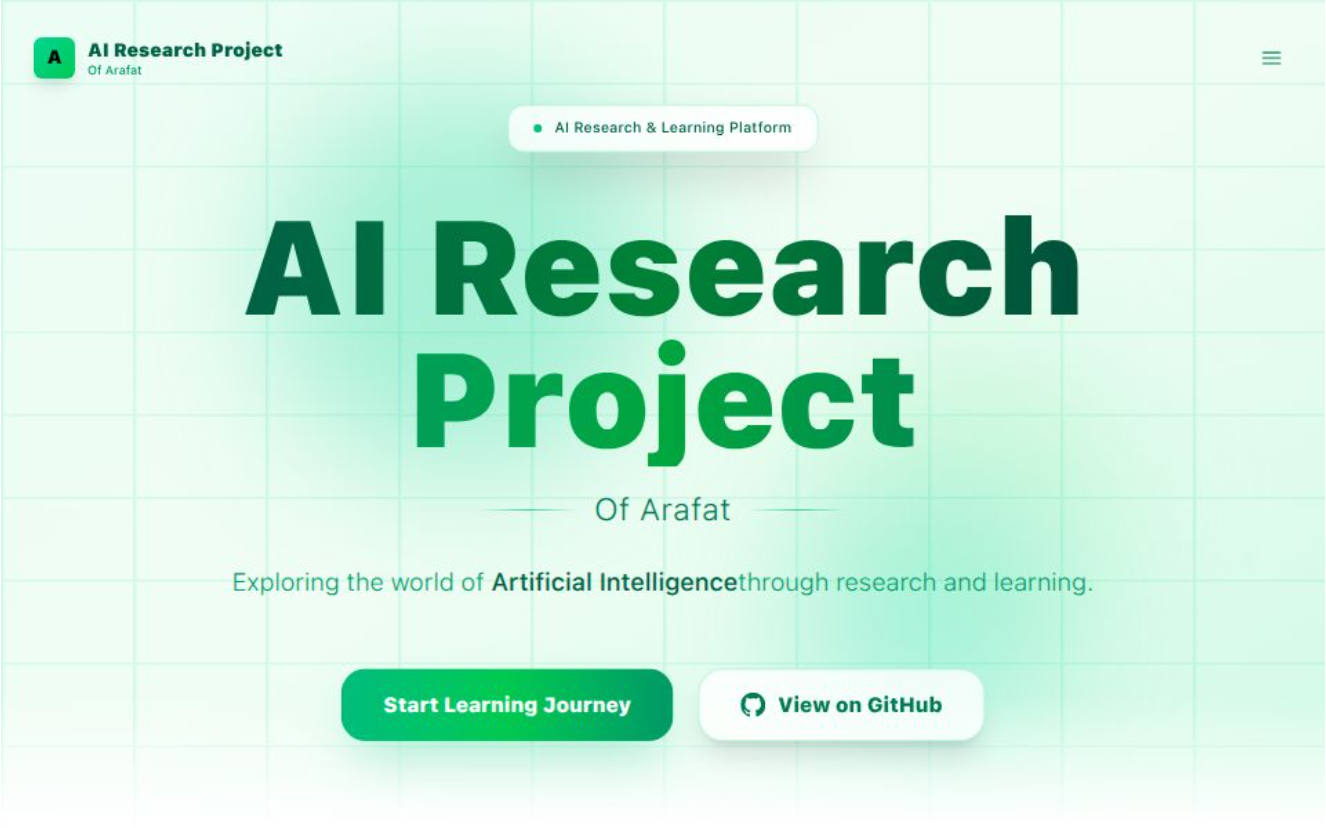 A
AI Research Project
Of Arafat
AI Research & Learning Platform
AI Research
Project
Of Arafat
Exploring the world of Artificial Intelligencethrough research and learning.
Start Learning Journey
View on GitHub